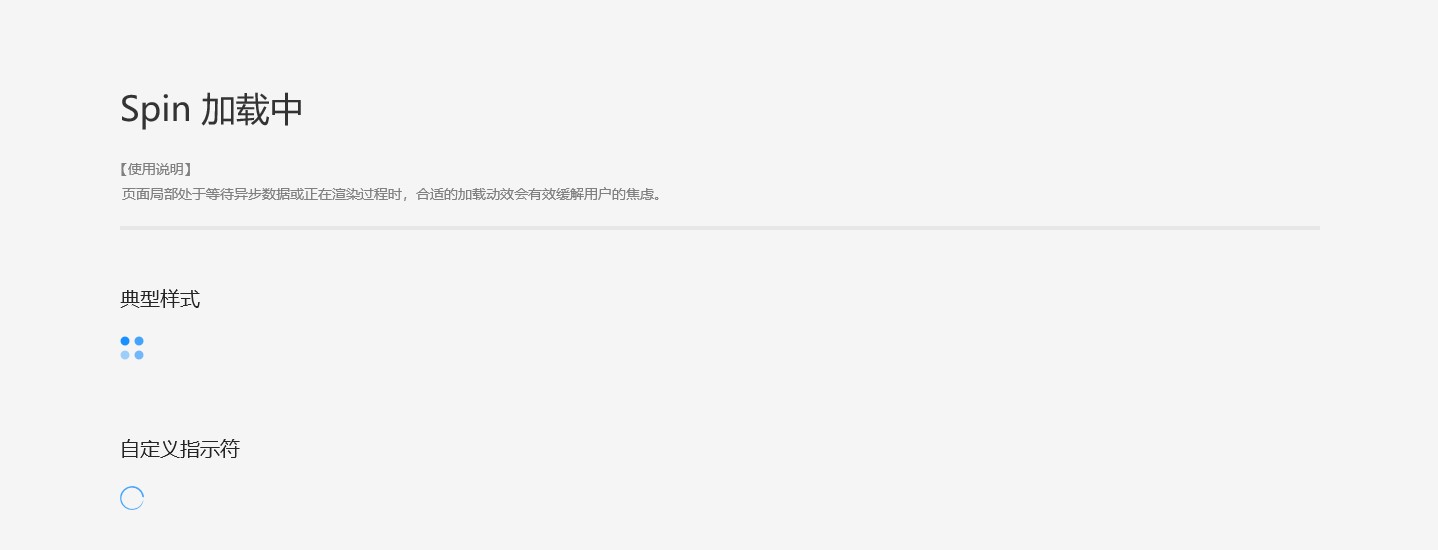 Spin 加载中
【使用说明】
页面局部处于等待异步数据或正在渲染过程时，合适的加载动效会有效缓解用户的焦虑。
典型样式
自定义指示符